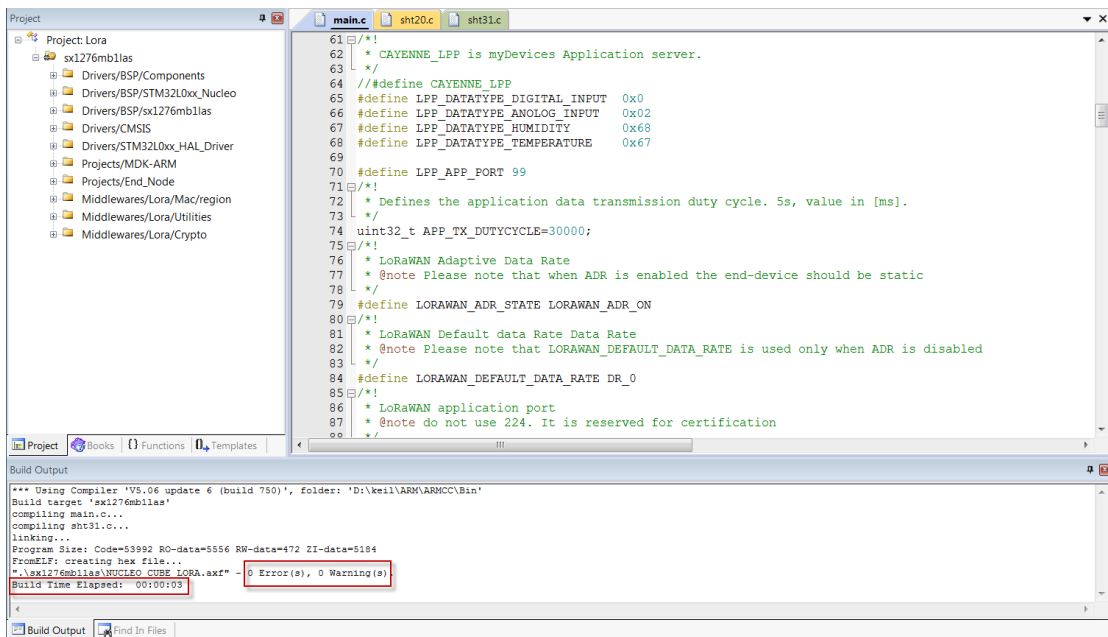 Project
Project: Lora
sx1276mb1las
Drivers/BSP/Components
Drivers/BSP/STM32L0xx_Nucleo
Drivers/BSP/sx1276mb1las
Drivers/CMSIS
Drivers/STM32L0xx_HAL_Driver
Projects/MDK-ARM
Projects/End_Node
Middlewares/Lora/Mac/region
Middlewares/Lora/Utilities
Middlewares/Lora/Crypto
Project Books {} Functions 0 Templates
main.c sht20.c sht31.c
61 /*!
62 * CAYENNE_LPP is myDevices Application server.
63 */
64 //#define CAYENNE_LPP
65 #define LPP_DATATYPE_DIGITAL_INPUT 0x0
66 #define LPP_DATATYPE_ANOLOG_INPUT 0x02
67 #define LPP_DATATYPE_HUMIDITY 0x68
68 #define LPP_DATATYPE_TEMPERATURE 0x67
69
70 #define LPP_APP_PORT 99
71 /*!
72 * Defines the application data transmission duty cycle. 5s, value in [ms].
73 */
74 uint32_t APP_TX_DUTYCYCLE=30000;
75 /*!
76 * LoRaWAN Adaptive Data Rate
77 * @note Please note that when ADR is enabled the end-device should be static
78 */
79 #define LORAWAN_ADR_STATE LORAWAN_ADR_ON
80 /*!
81 * LoRaWAN Default data Rate Data Rate
82 * @note Please note that LORAWAN_DEFAULT_DATA_RATE is used only when ADR is disabled
83 */
84 #define LORAWAN_DEFAULT_DATA_RATE DR_0
85 /*!
86 * LoRaWAN application port
87 * @note do not use 224. It is reserved for certification
88 */
Build Output
*** Using Compiler 'V5.06 update 6 (build 750)', folder: 'D:\keil\ARM\ARMCC\Bin'
Build target 'sx1276mb1las'
compiling main.c...
compiling sht31.c...
linking...
Program Size: Code=53992 RO-data=5556 RW-data=472 ZI-data=5184
FromELF: creating hex file...
".\sx1276mb1las\NUCLEO CUBE LORA.axf" - 0 Error(s), 0 Warning(s).
Build Time Elapsed: 00:00:03
Build Output Find In Files